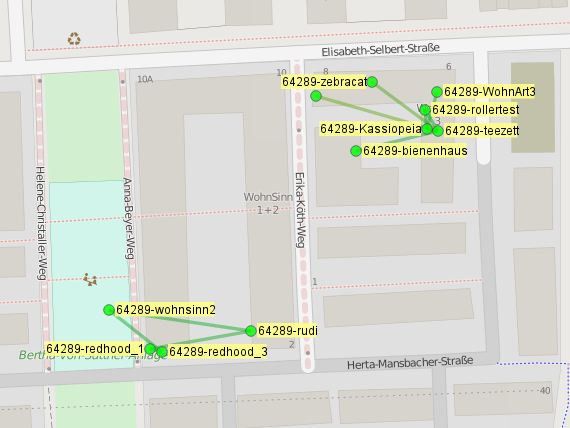 Elisabeth-Selbert-Straße
10A
10
8
6
64289-zebracat
64289-WohnArt3
64289-rollertest
3
64289-Kassiopeia
64289-teezett
64289-bienenhaus
Helene-Christaller-Weg
Anna-Beyer-Weg
Erika-Köth-Weg
WohnSinn
1+2
1
64289-wohnsinn2
64289-rudi
2
64289-redhood_1
64289-redhood_3
Herta-Mansbacher-Straße
40